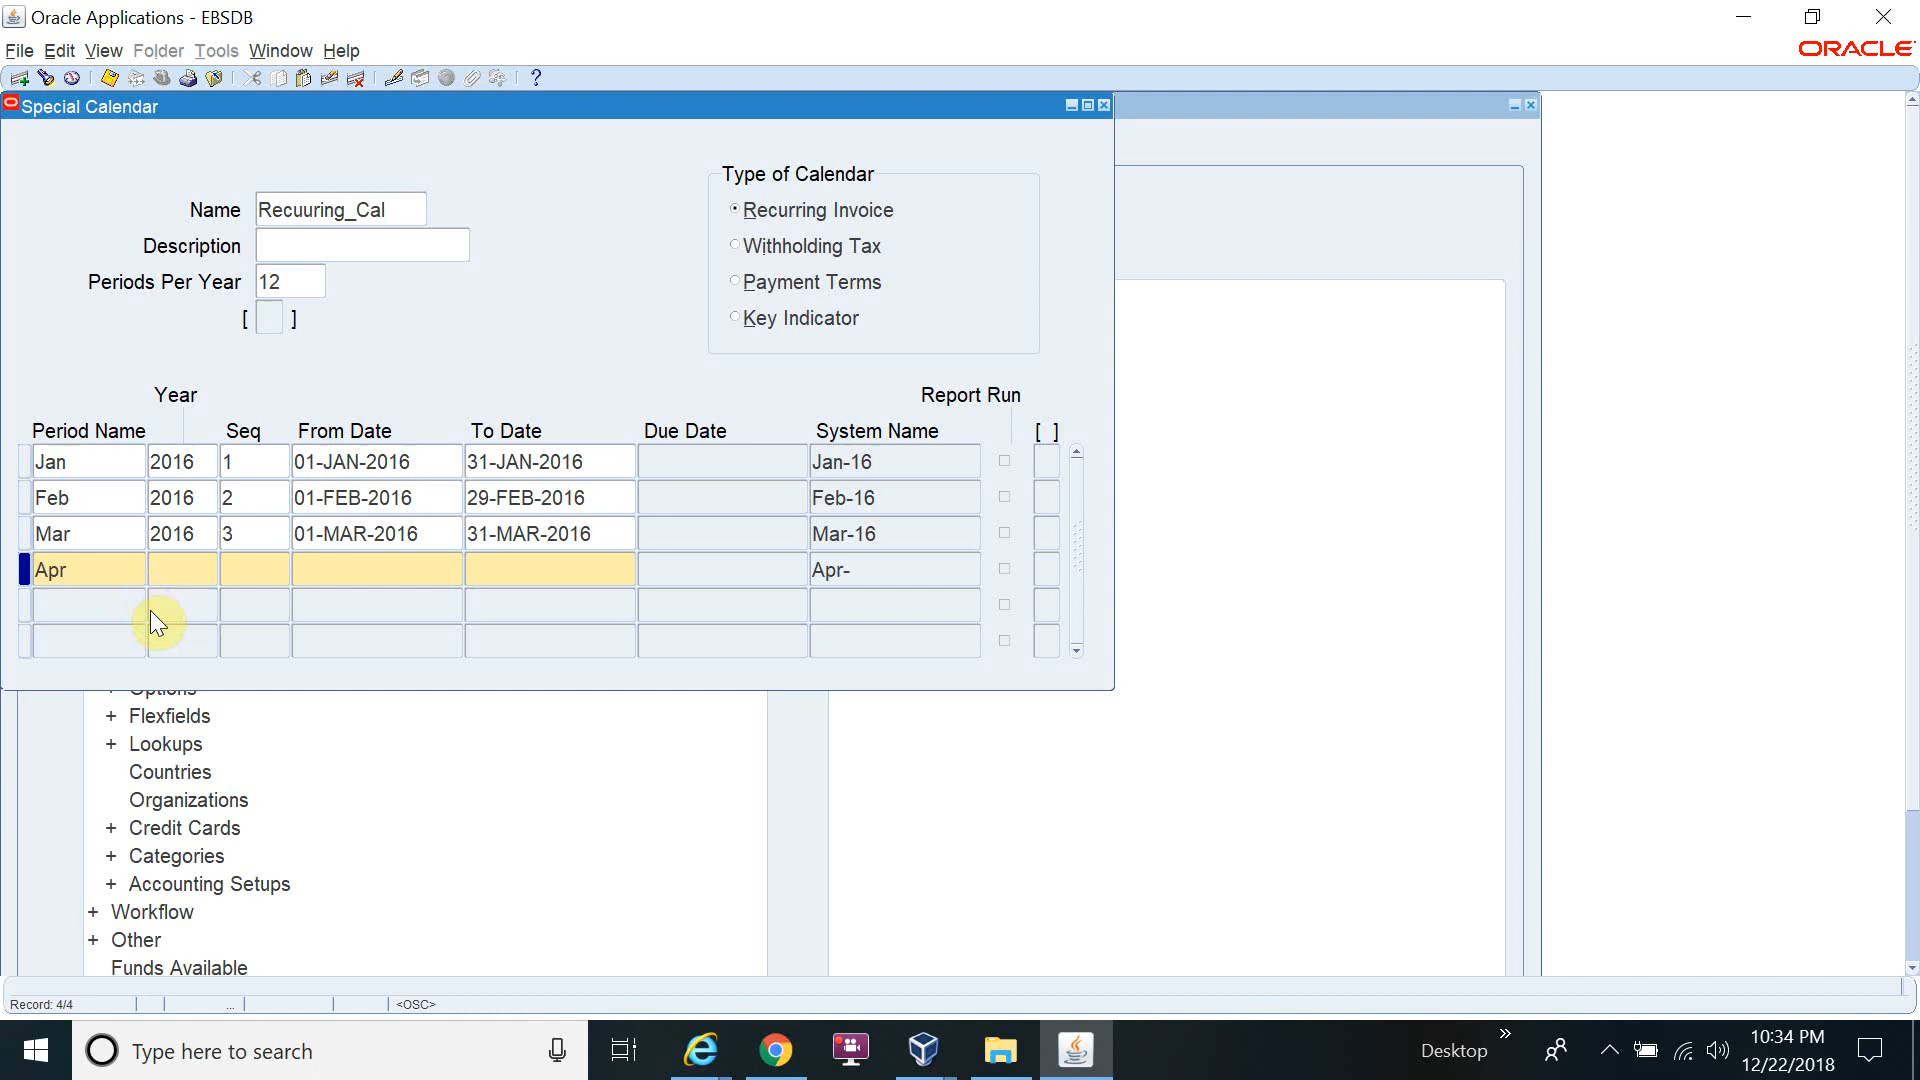 Oracle Applications - EBSDB
File Edit View Folder Tools Window Help
ORACLE
?
Special Calendar
Type of Calendar
Name Recuuring_Cal
Recurring Invoice
Description
Withholding Tax
Periods Per Year 12
Payment Terms
[ ]
Key Indicator
Year Report Run
Period Name Seq From Date To Date Due Date System Name [ ]
Jan 2016 1 01-JAN-2016 31-JAN-2016 Jan-16
Feb 2016 2 01-FEB-2016 29-FEB-2016 Feb-16
Mar 2016 3 01-MAR-2016 31-MAR-2016 Mar-16
Apr Apr-
+ Options
+ Flexfields
+ Lookups
Countries
Organizations
+ Credit Cards
+ Categories
+ Accounting Setups
+ Workflow
+ Other
Funds Available
Record: 4/4 ... <OSC>
Type here to search
Desktop
10:34 PM
12/22/2018